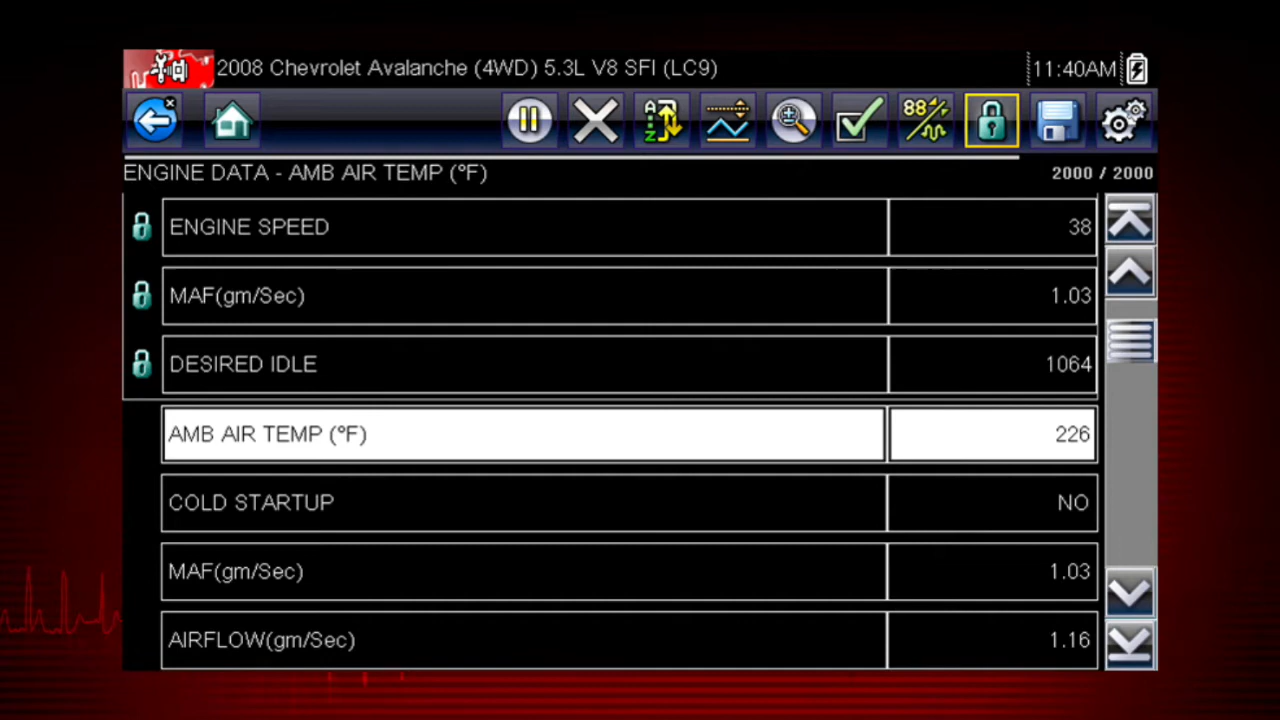 2008 Chevrolet Avalanche (4WD) 5.3L V8 SFI (LC9) 11:40AM
A Z 88
ENGINE DATA - AMB AIR TEMP (ºF) 2000 / 2000
ENGINE SPEED 38
MAF(gm/Sec) 1.03
DESIRED IDLE 1064
AMB AIR TEMP (ºF) 226
COLD STARTUP NO
MAF(gm/Sec) 1.03
AIRFLOW(gm/Sec) 1.16